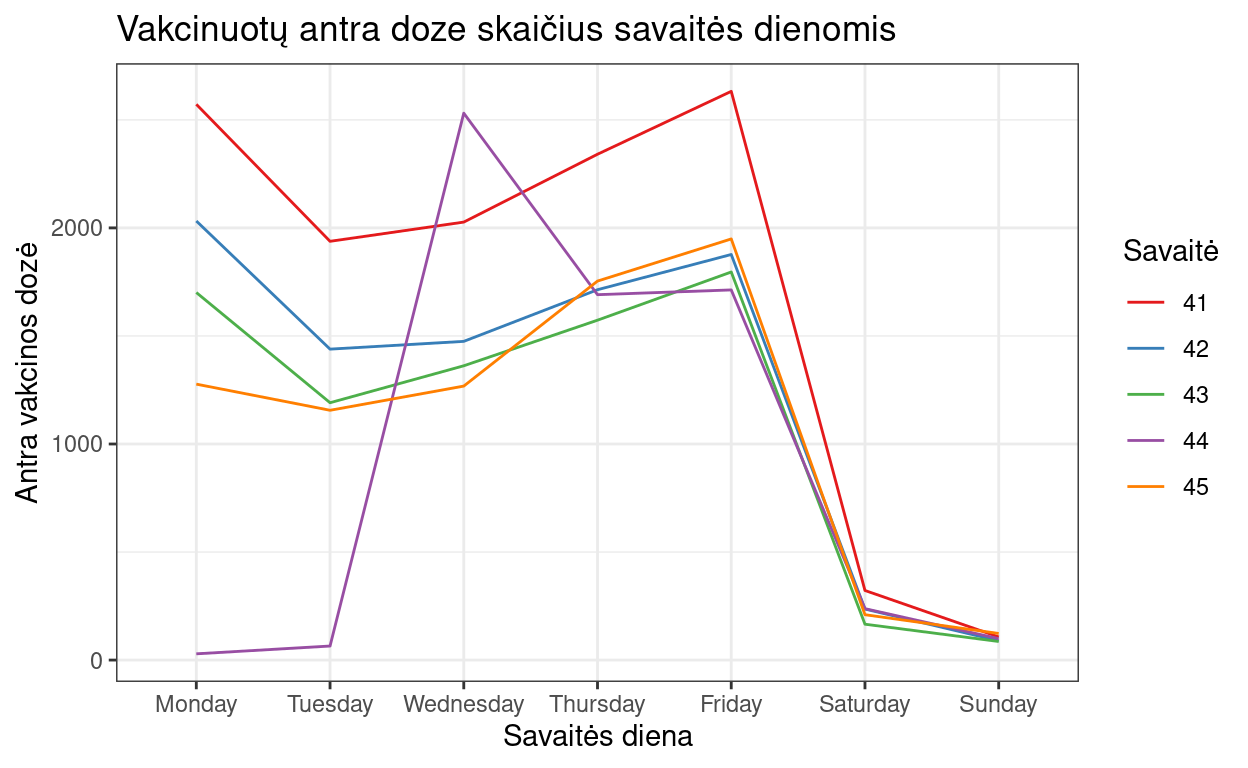 Vakcinuotų antra doze skaičius savaitės dienomis
Antra vakcinos dozė
2000
1000
0
Monday Tuesday Wednesday Thursday Friday Saturday Sunday
Savaitės diena
Savaitė
41
42
43
44
45